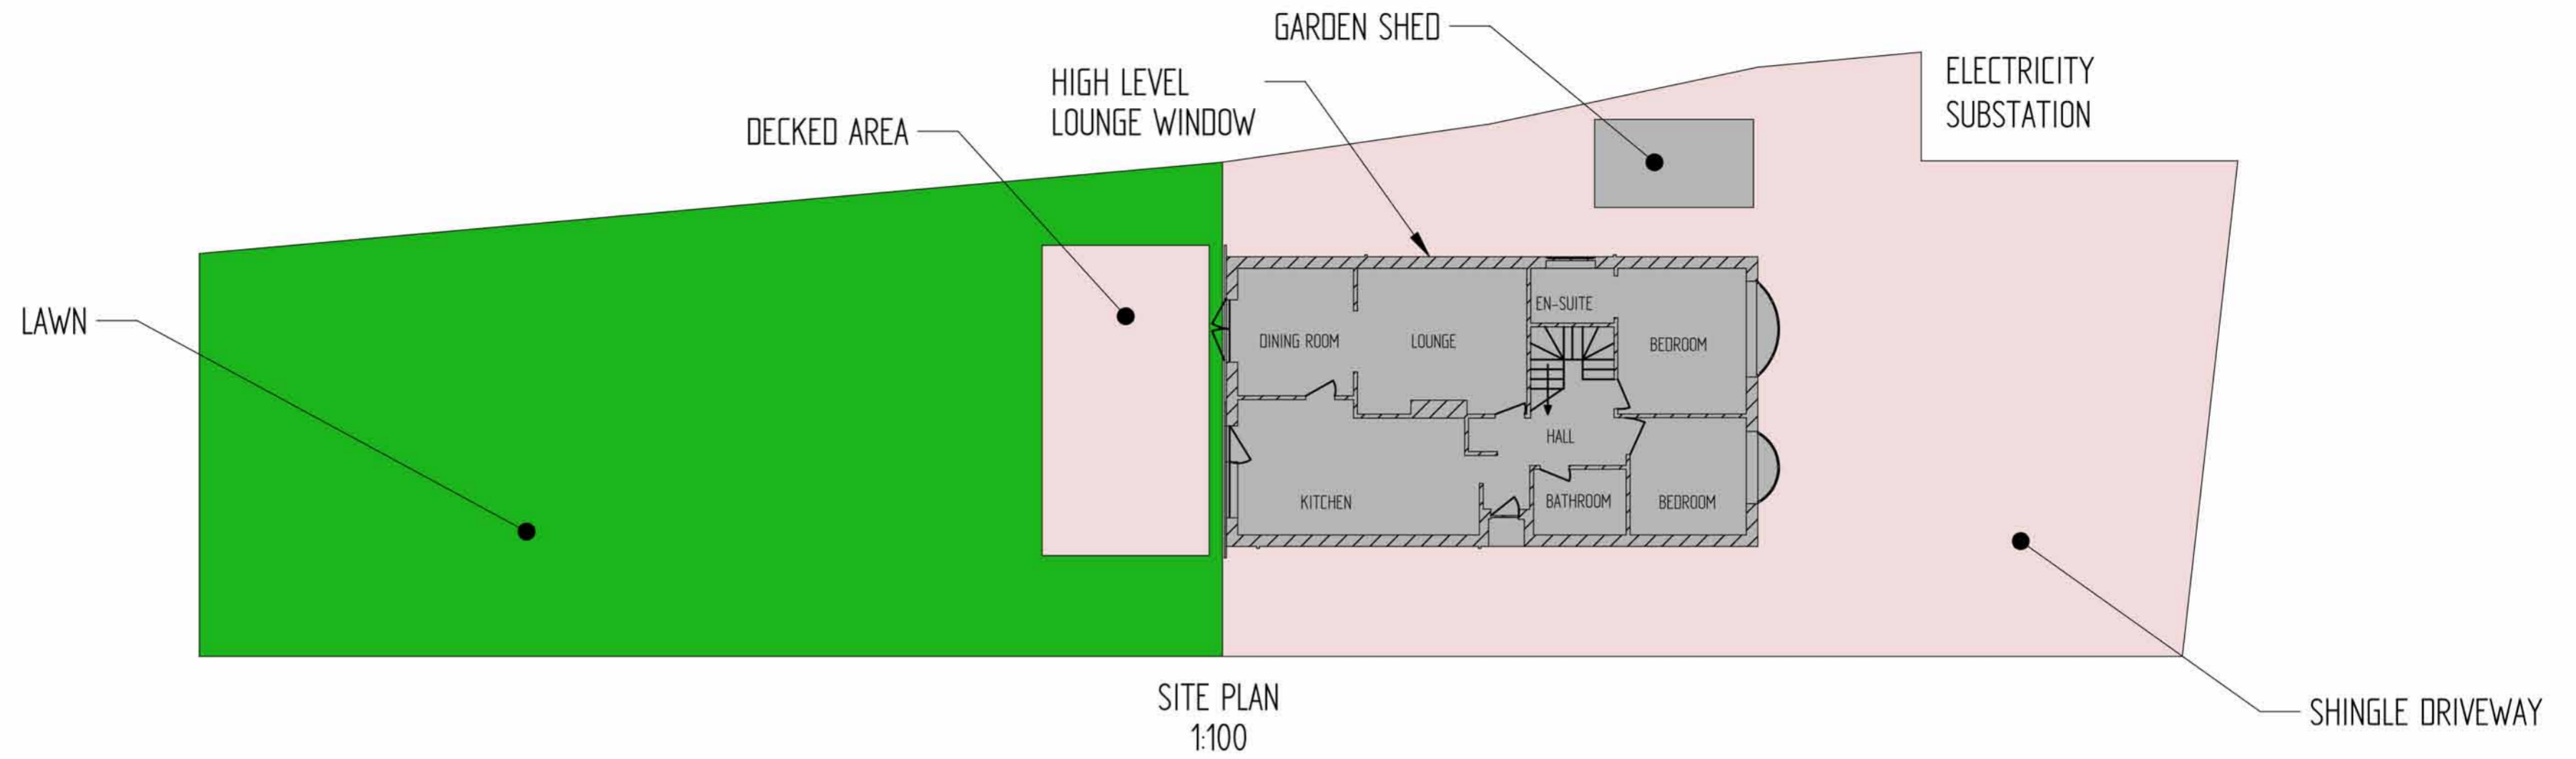 GARDEN SHED
HIGH LEVEL
LOUNGE WINDOW
ELECTRICITY
SUBSTATION
DECKED AREA
LAWN
EN-SUITE
DINING ROOM
LOUNGE
BEDROOM
HALL
KITCHEN
BATHROOM
BEDROOM
SITE PLAN
1:100
SHINGLE DRIVEWAY